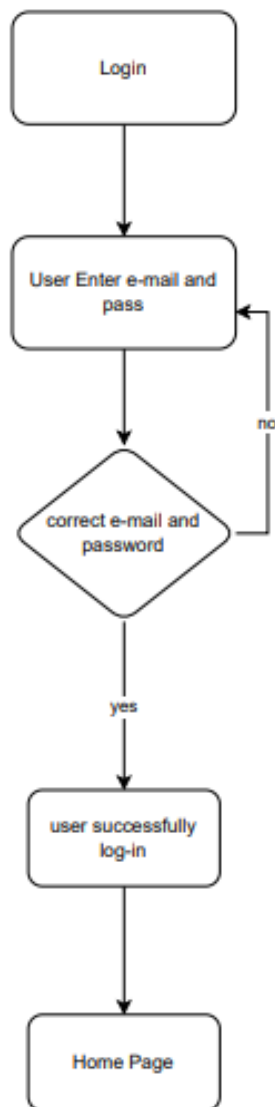 Login
User Enter e-mail and
pass
no
correct e-mail and
password
yes
user successfully
log-in
Home Page